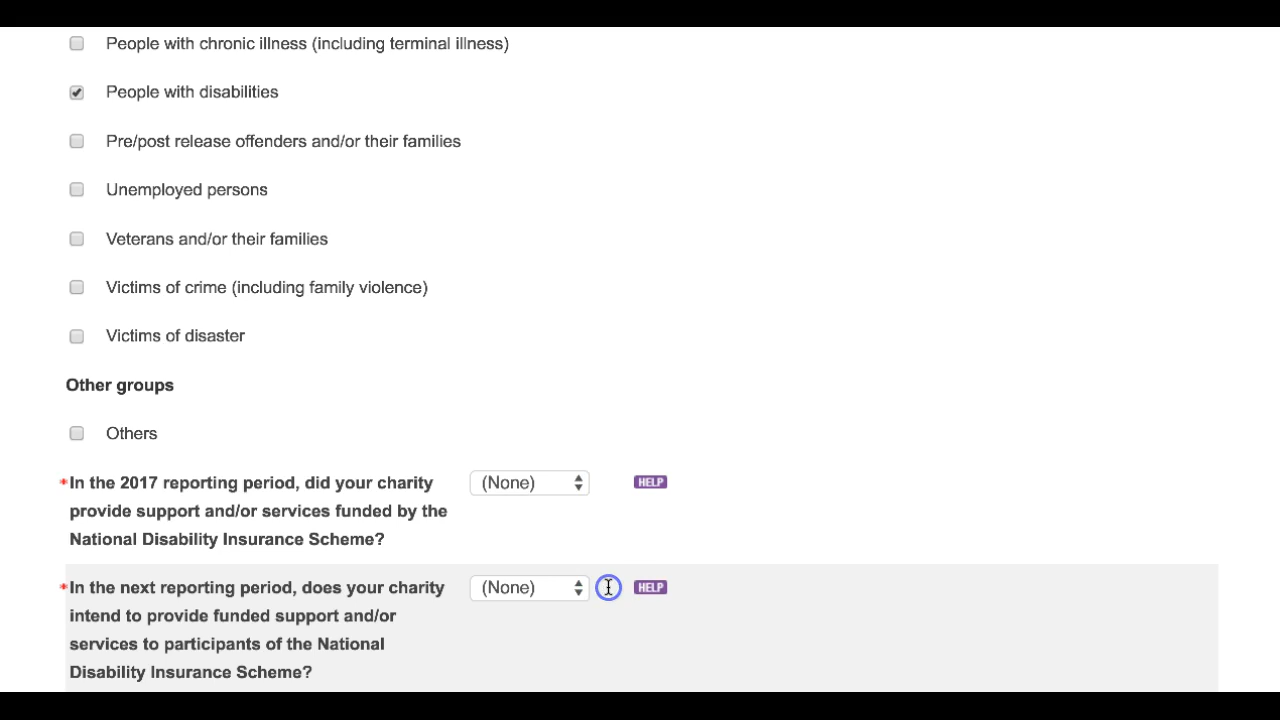 People with chronic illness (including terminal illness)
People with disabilities
Pre/post release offenders and/or their families
Unemployed persons
Veterans and/or their families
Victims of crime (including family violence)
Victims of disaster
Other groups
Others
*In the 2017 reporting period, did your charity
provide support and/or services funded by the
National Disability Insurance Scheme?
(None)
HELP
*In the next reporting period, does your charity
intend to provide funded support and/or
services to participants of the National
Disability Insurance Scheme?
(None)
HELP